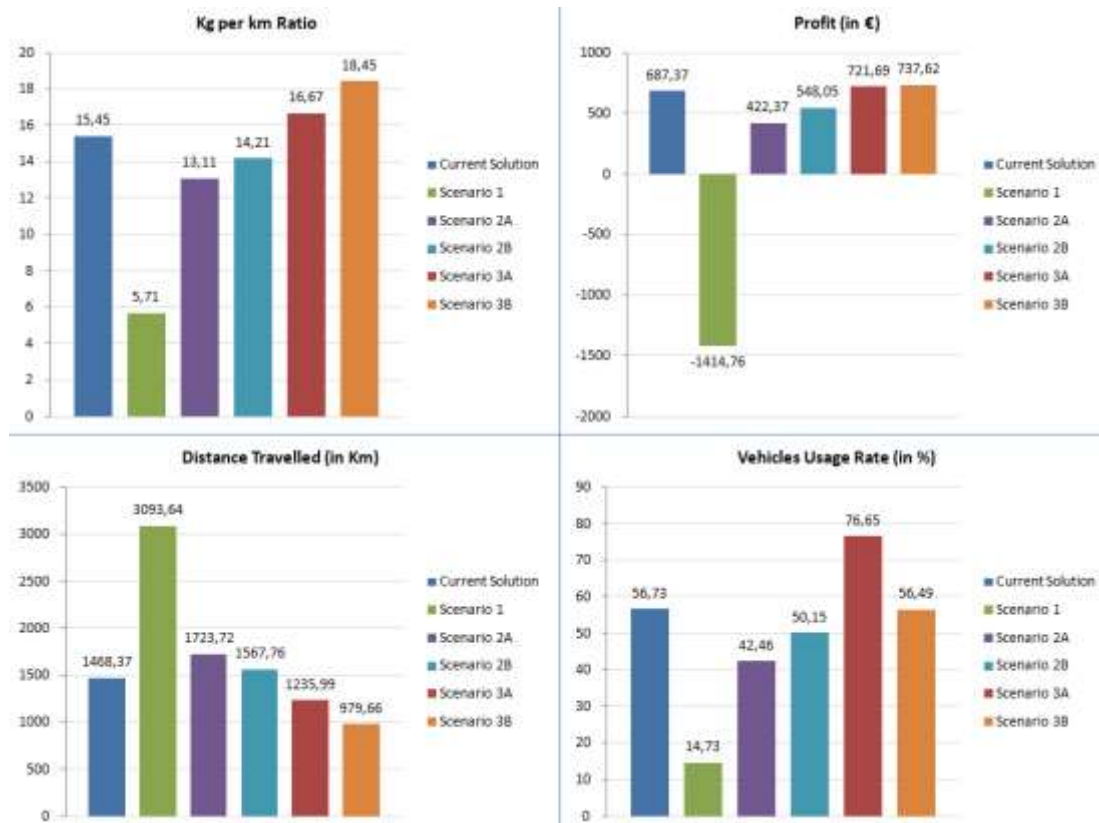 Kg per km Ratio
20
18
16
14
12
10
8
6
4
2
0
15,45
5,71
13,11
14,21
16,67
18,45
Current Solution
Scenario 1
Scenario 2A
Scenario 2B
Scenario 3A
Scenario 3B
Profit (in €)
1000
500
0
-500
-1000
-1500
-2000
687,37
-1414,76
422,37
548,05
721,69
737,62
Current Solution
Scenario 1
Scenario 2A
Scenario 2B
Scenario 3A
Scenario 3B
Distance Travelled (in Km)
3500
3000
2500
2000
1500
1000
500
0
1468,37
3093,64
1723,72
1567,76
1235,99
979,66
Current Solution
Scenario 1
Scenario 2A
Scenario 2B
Scenario 3A
Scenario 3B
Vehicles Usage Rate (in %)
90
80
70
60
50
40
30
20
10
0
56,73
14,73
42,46
50,15
76,65
56,49
Current Solution
Scenario 1
Scenario 2A
Scenario 2B
Scenario 3A
Scenario 3B